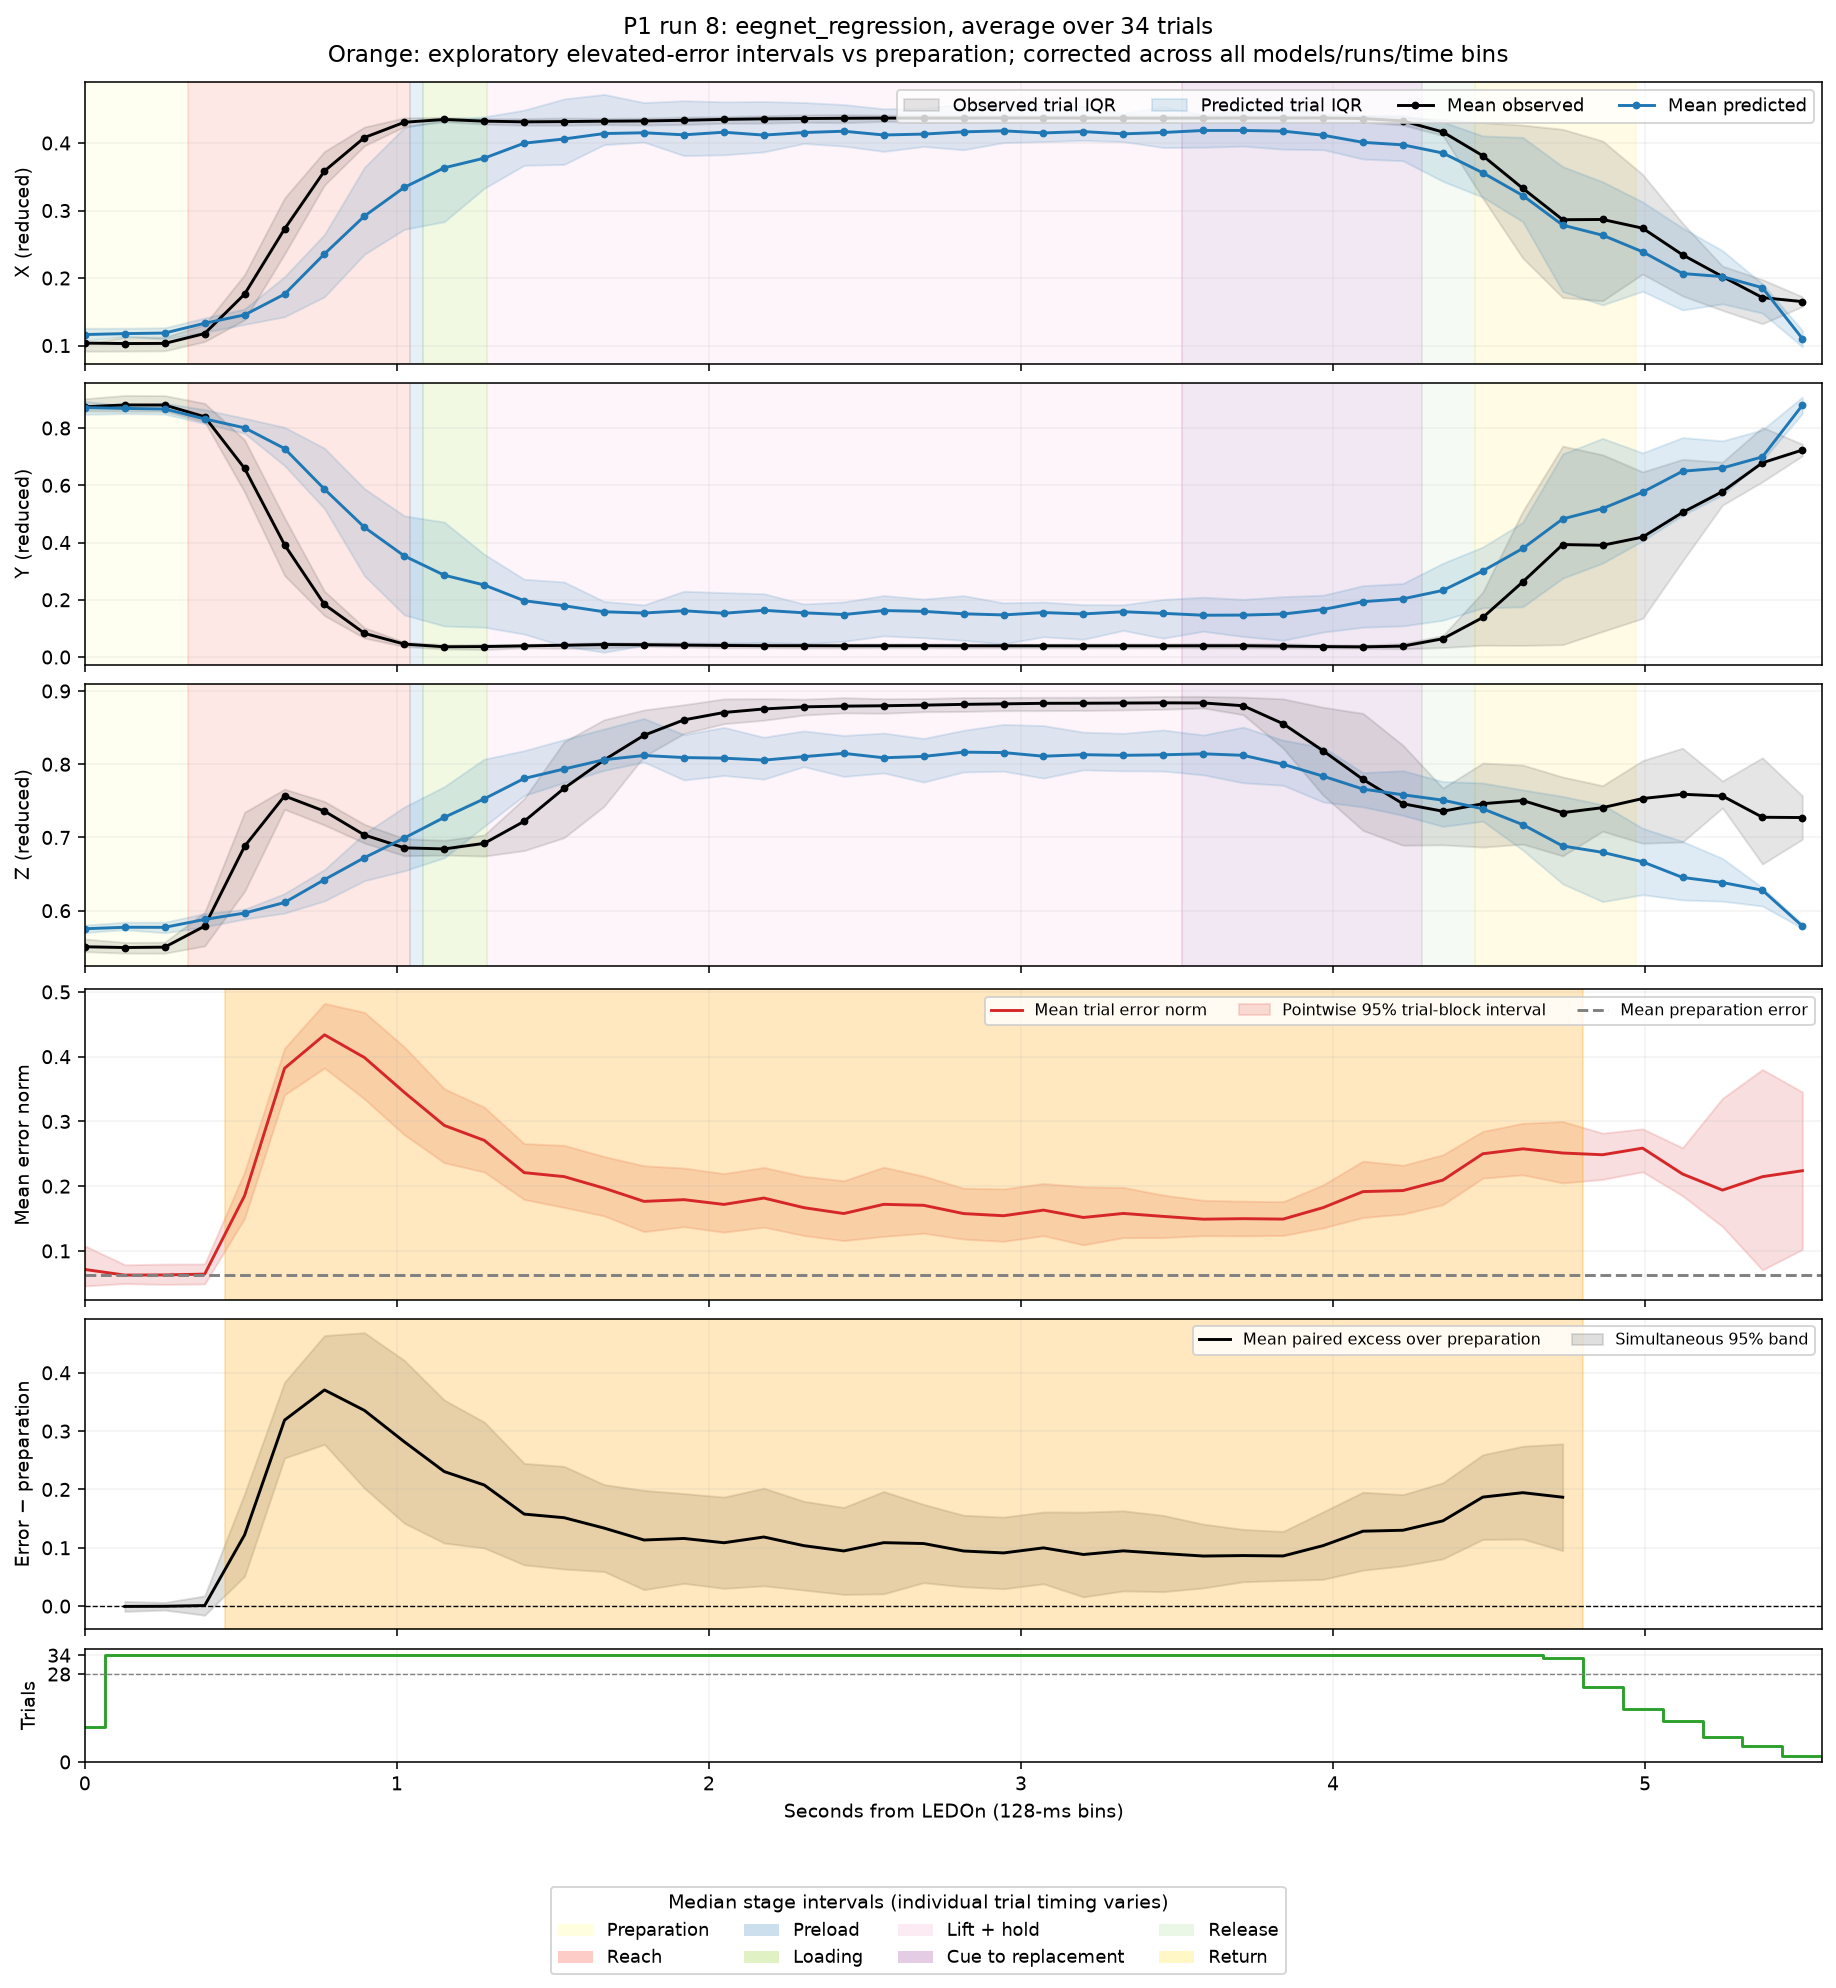 P1 run 8: eegnet_regression, average over 34 trials
Orange: exploratory elevated-error intervals vs preparation; corrected across all models/runs/time bins
Observed trial IQR
Predicted trial IQR
Mean observed
Mean predicted
X (reduced)
0.4
0.3
0.2
0.1
Y (reduced)
0.8
0.6
0.4
0.2
0.0
Z (reduced)
0.9
0.8
0.7
0.6
Mean trial error norm
Pointwise 95% trial-block interval
Mean preparation error
Mean error norm
0.5
0.4
0.3
0.2
0.1
Mean paired excess over preparation
Simultaneous 95% band
Error − preparation
0.4
0.3
0.2
0.1
0.0
Trials
34
28
0
0 1 2 3 4 5
Seconds from LEDOn (128-ms bins)
Median stage intervals (individual trial timing varies)
Preparation Preload Lift + hold Release
Reach Loading Cue to replacement Return